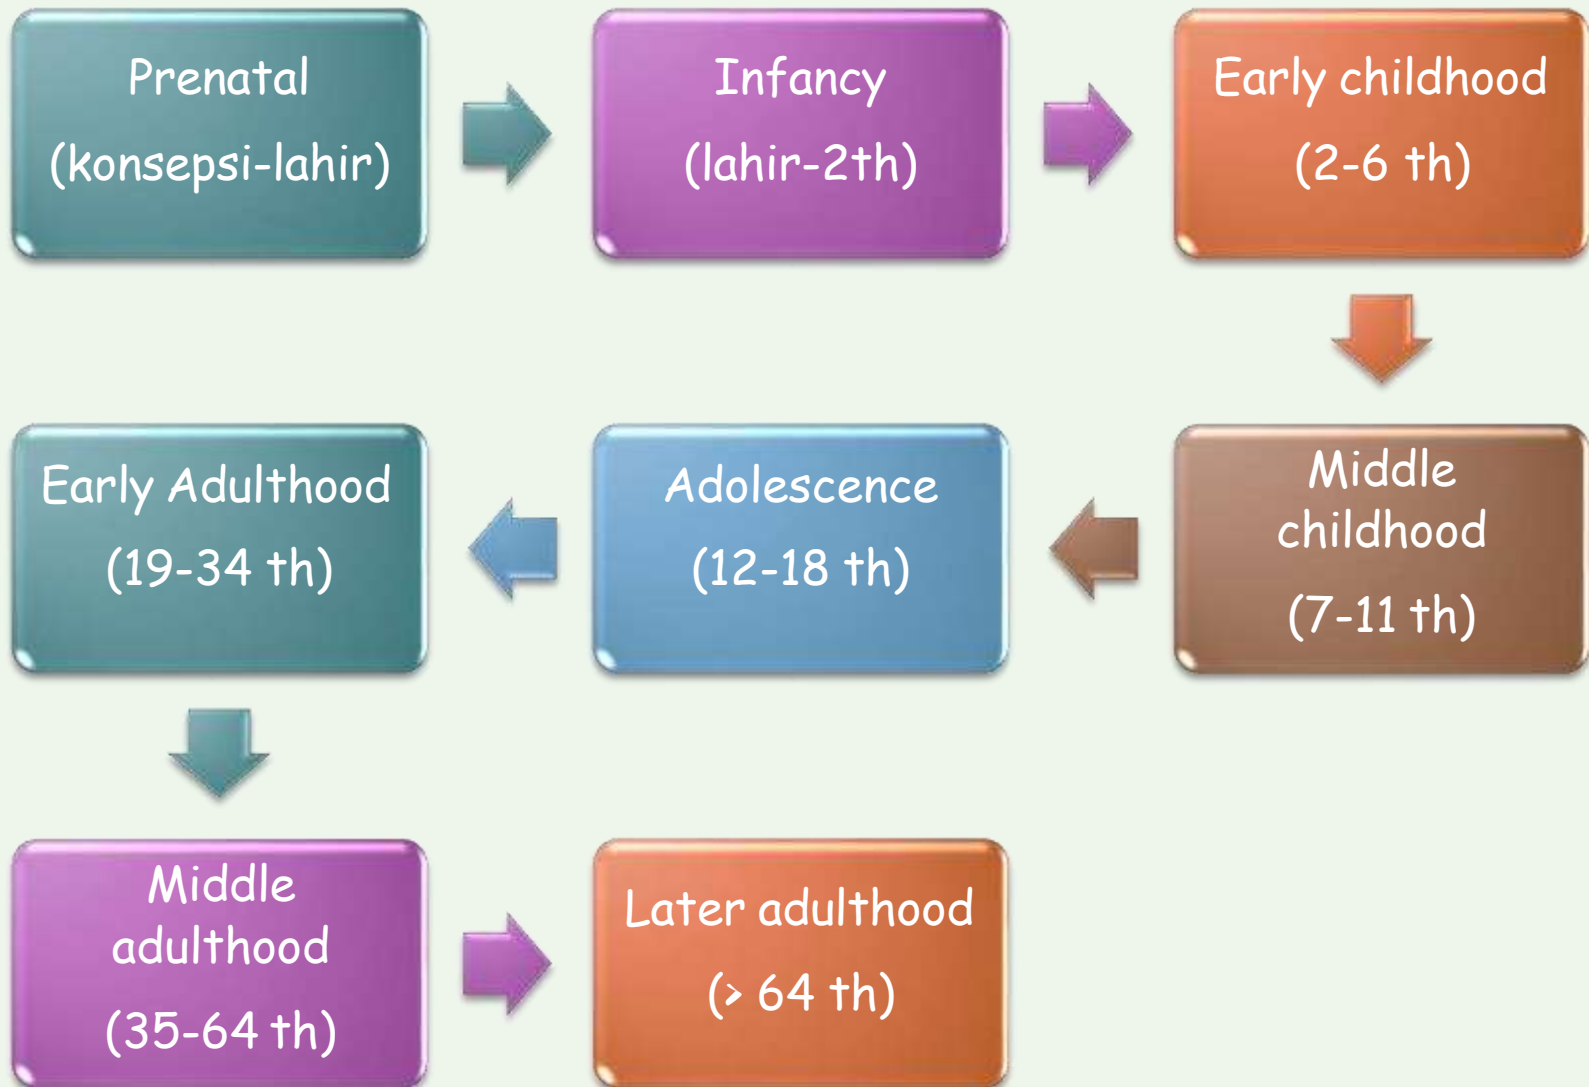 Prenatal
(konsepsi-lahir)
Infancy
(lahir-2th)
Early childhood
(2-6 th)
Middle
childhood
(7-11 th)
Adolescence
(12-18 th)
Early Adulthood
(19-34 th)
Middle
adulthood
(35-64 th)
Later adulthood
(> 64 th)